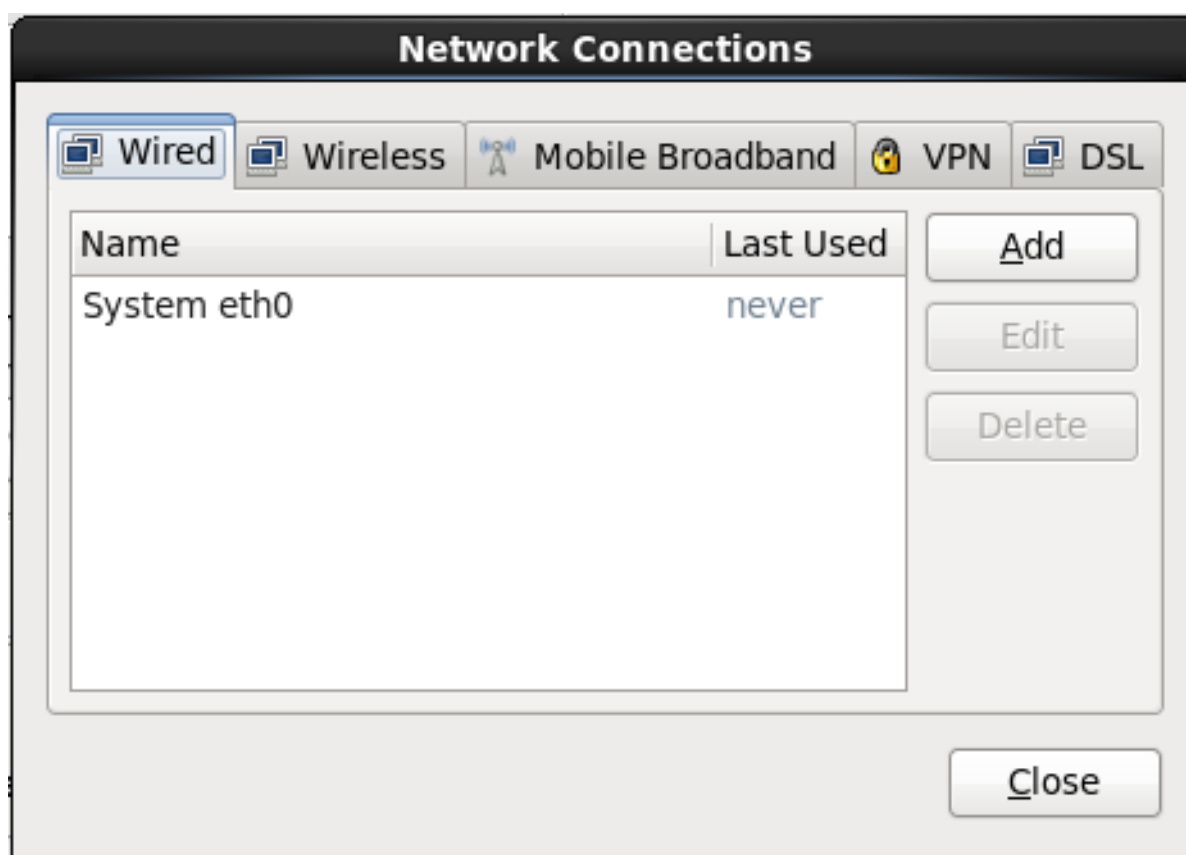 Network Connections
Wired Wireless Mobile Broadband VPN DSL
Name Last Used Add
System eth0 never
Edit
Delete
Close